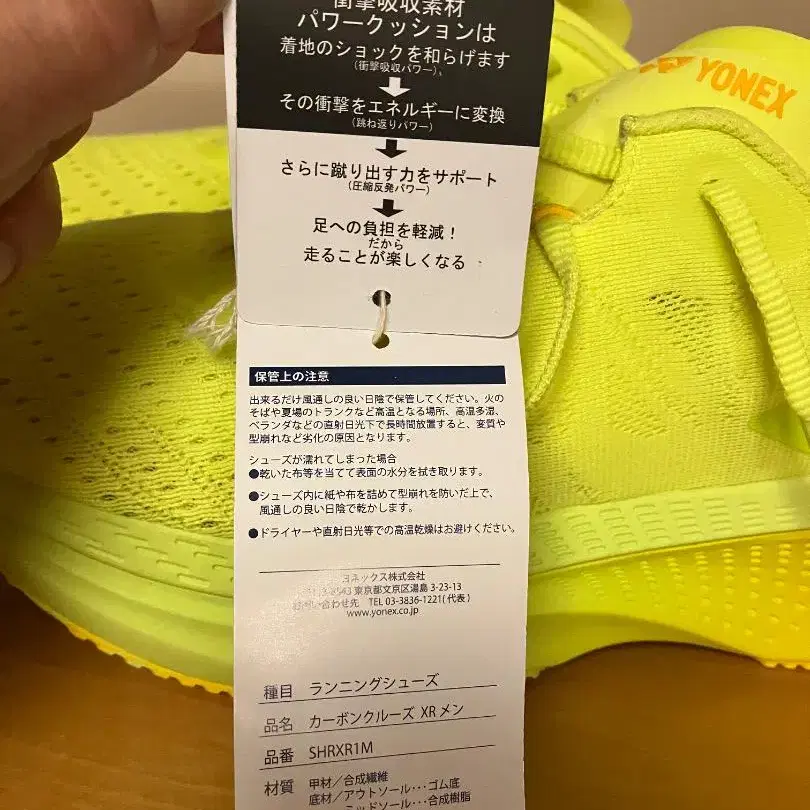 衝撃吸収素材
パワークッションは
着地のショックを和らげます
(衝撃吸収パワー)、
その衝撃をエネルギーに変換
(跳ね返りパワー)
さらに蹴り出す力をサポート
(圧縮反発パワー)
足への負担を軽減!
だから
走ることが楽しくなる
YONEX
保管上の注意
出来るだけ風通しの良い日陰で保管してください。火の
そばや夏場のトランクなど高温となる場所、高温多湿、
ベランダなどの直射日光下で長時間放置すると、変質や
型崩れなど劣化の原因となります。
シューズが濡れてしまった場合
●乾いた布等を当てて表面の水分を拭き取ります。
●シューズ内に紙や布を詰めて型崩れを防いだ上で、
風通しの良い日陰で乾かします。
●ドライヤーや直射日光等での高温乾燥はお避けください。
ヨネックス株式会社
東京都文京区湯島 3-23-13
お問い合わせ先 TEL 03-3836-1221(代表)
www.yonex.co.jp
種目 ランニングシューズ
品名 カーボンクルーズ XR メン
品番 SHRXR1M
材質 甲材/合成繊維
底材/アウトソール…ゴム底
ミッドソール…合成樹脂